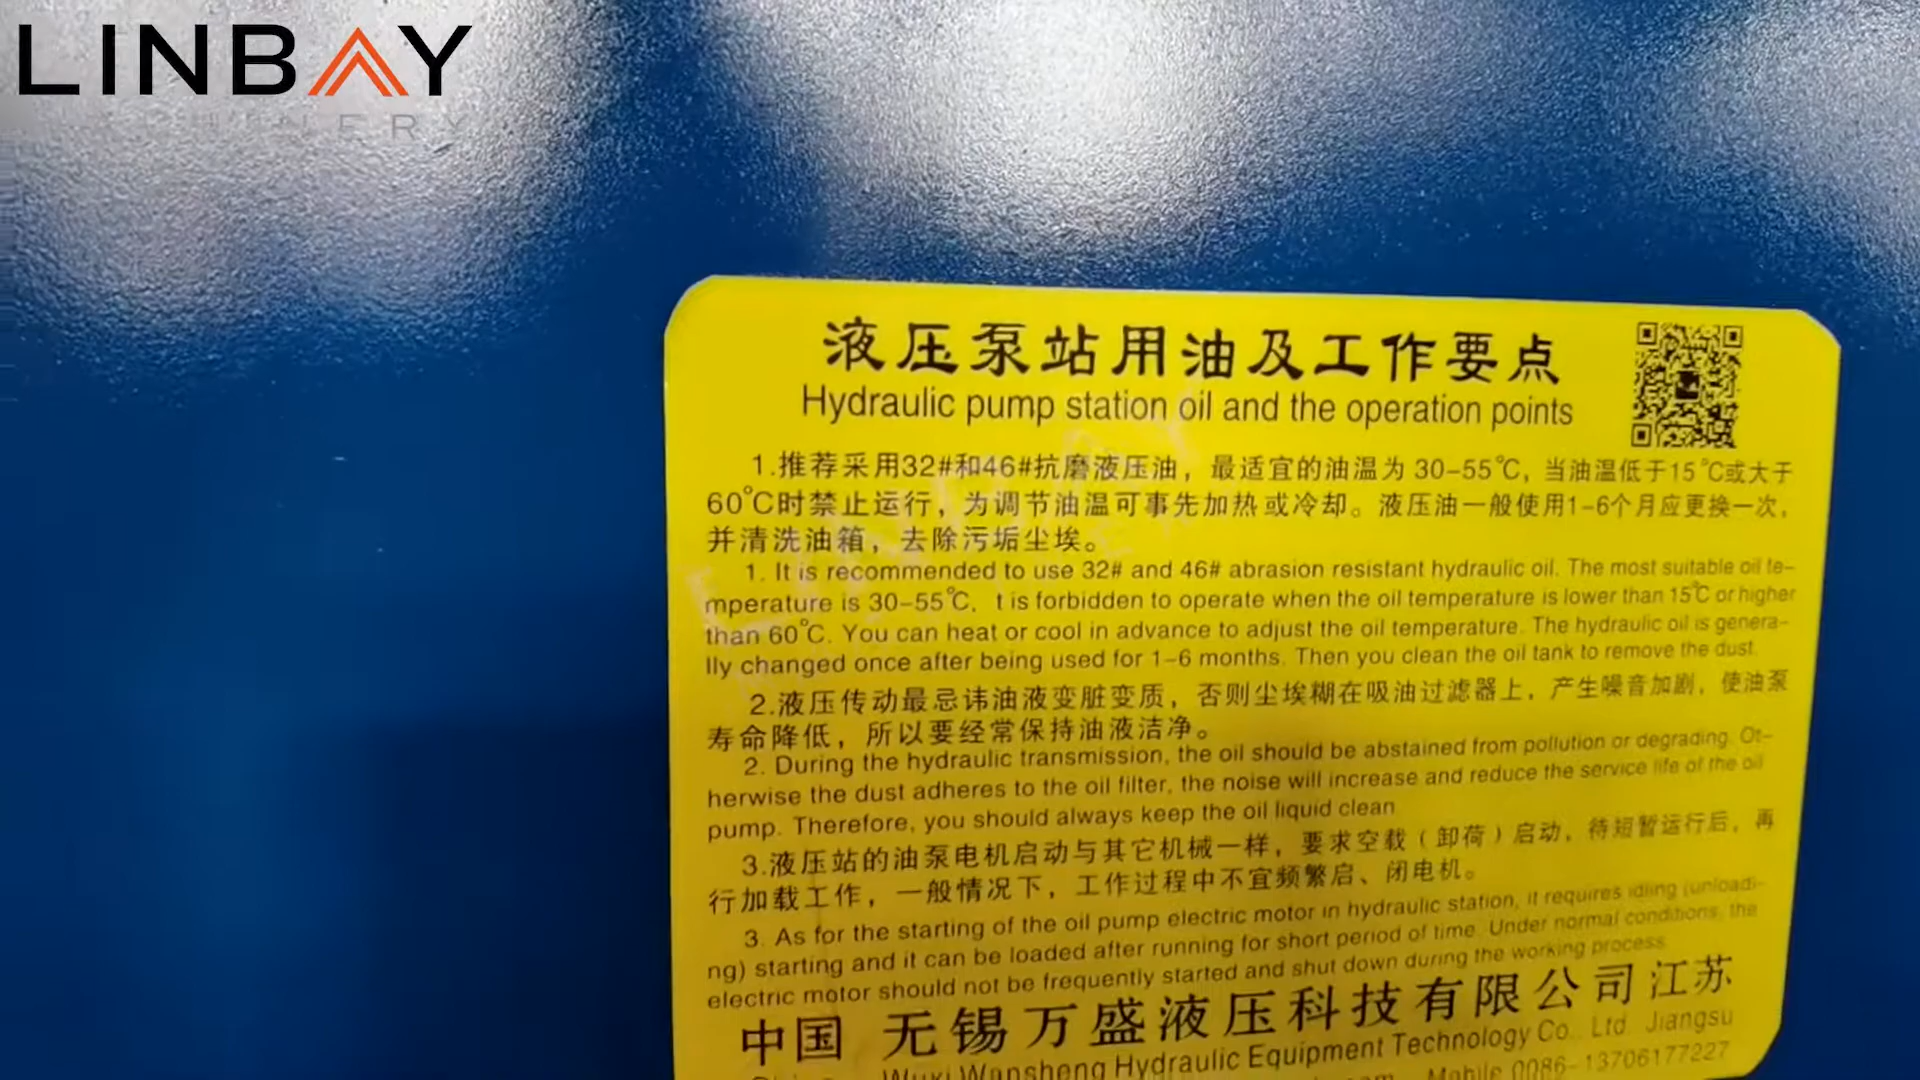 LINBAY
MACHINERY
液压泵站用油及工作要点
Hydraulic pump station oil and the operation points
1.推荐采用32#和46#抗磨液压油，最适宜的油温为 30-55℃，当油温低于15℃或大于
60℃时禁止运行，为调节油温可事先加热或冷却。液压油一般使用1-6个月应更换一次，
并清洗油箱，去除污垢尘埃。
1. It is recommended to use 32# and 46# abrasion resistant hydraulic oil. The most suitable oil te-
mperature is 30-55℃, t is forbidden to operate when the oil temperature is lower than 15℃ or higher
than 60℃. You can heat or cool in advance to adjust the oil temperature. The hydraulic oil is genera-
lly changed once after being used for 1-6 months. Then you clean the oil tank to remove the dust.
2.液压传动最忌讳油液变脏变质，否则尘埃糊在吸油过滤器上，产生噪音加剧，使油泵
寿命降低，所以要经常保持油液洁净。
2. During the hydraulic transmission, the oil should be abstained from pollution or degrading. Ot-
herwise the dust adheres to the oil filter, the noise will increase and reduce the service life of the oil
pump. Therefore, you should always keep the oil liquid clean
3.液压站的油泵电机启动与其它机械一样，要求空载（卸荷）启动，待短暂运行后，再
行加载工作，一般情况下，工作过程中不宜频繁启、闭电机。
3. As for the starting of the oil pump electric motor in hydraulic station, it requires idling (unloadi-
ng) starting and it can be loaded after running for short period of time. Under normal conditions, the
electric motor should not be frequently started and shut down during the working process
中国 无锡万盛液压科技有限公司江苏
Wuxi Wansheng Hydraulic Equipment Technology Co., Ltd. Jiangsu
Mobile 0086-13706177227